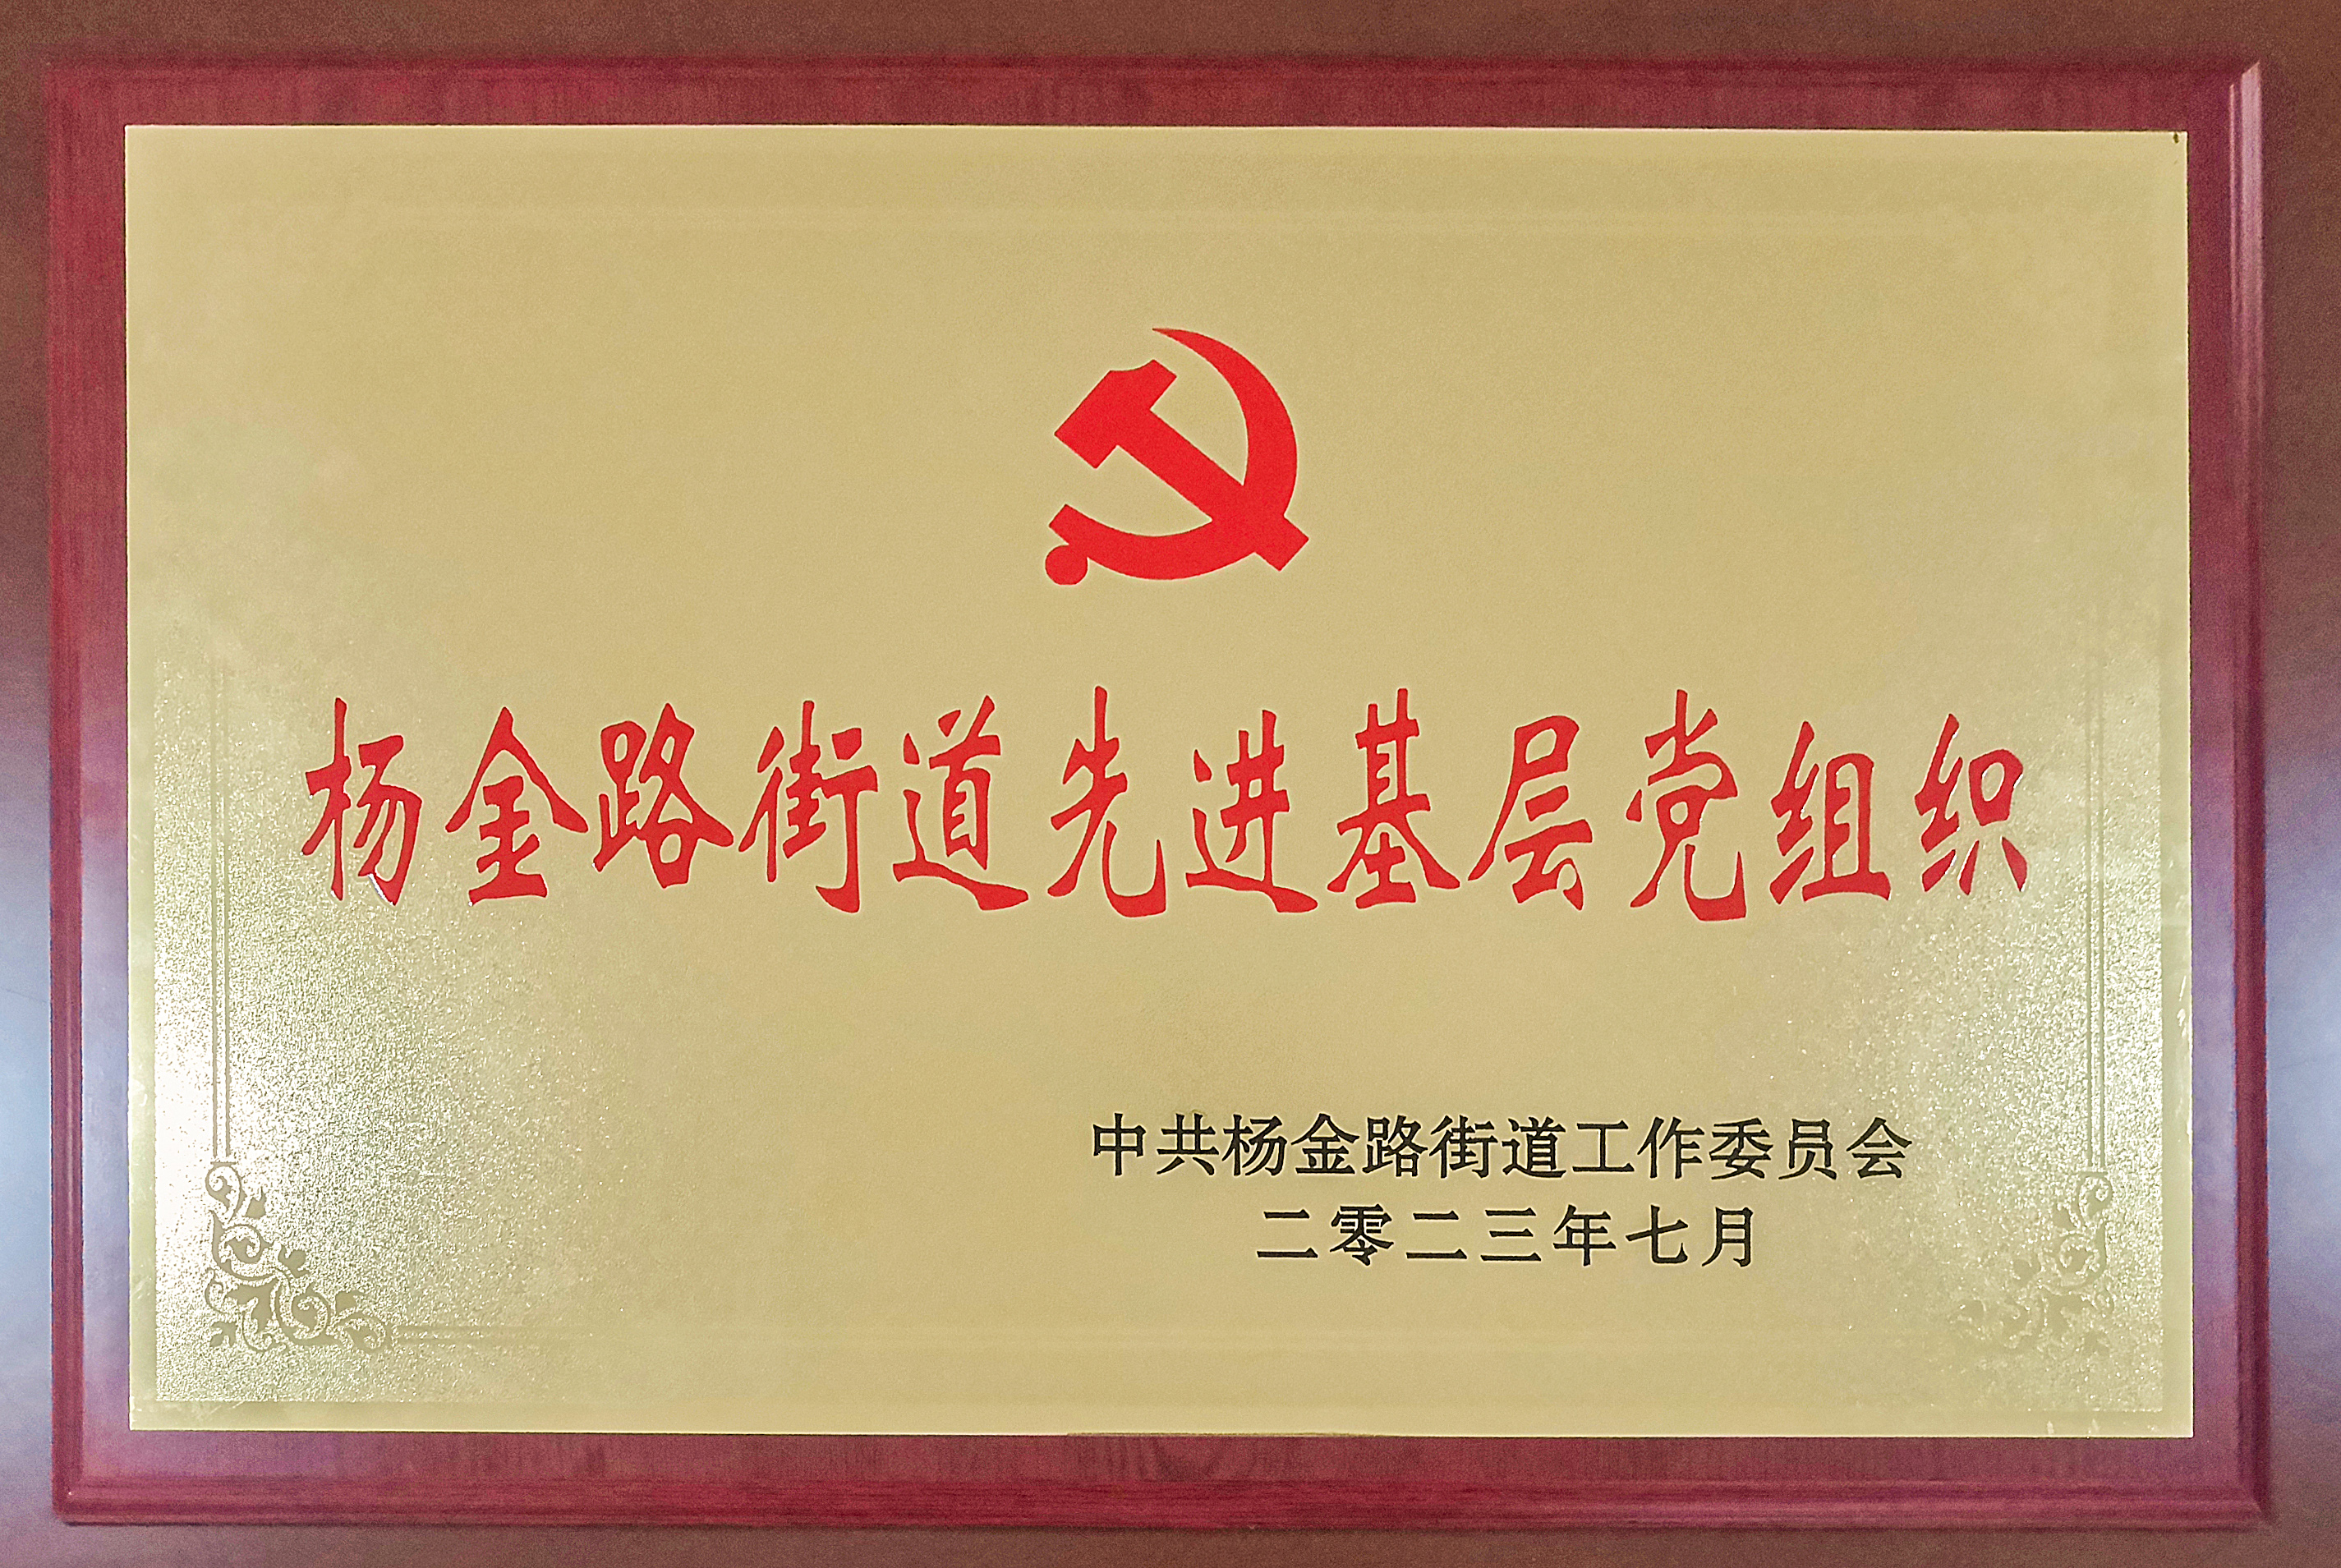 杨金路街道先进基层党组织
中共杨金路街道工作委员会
二零二三年七月